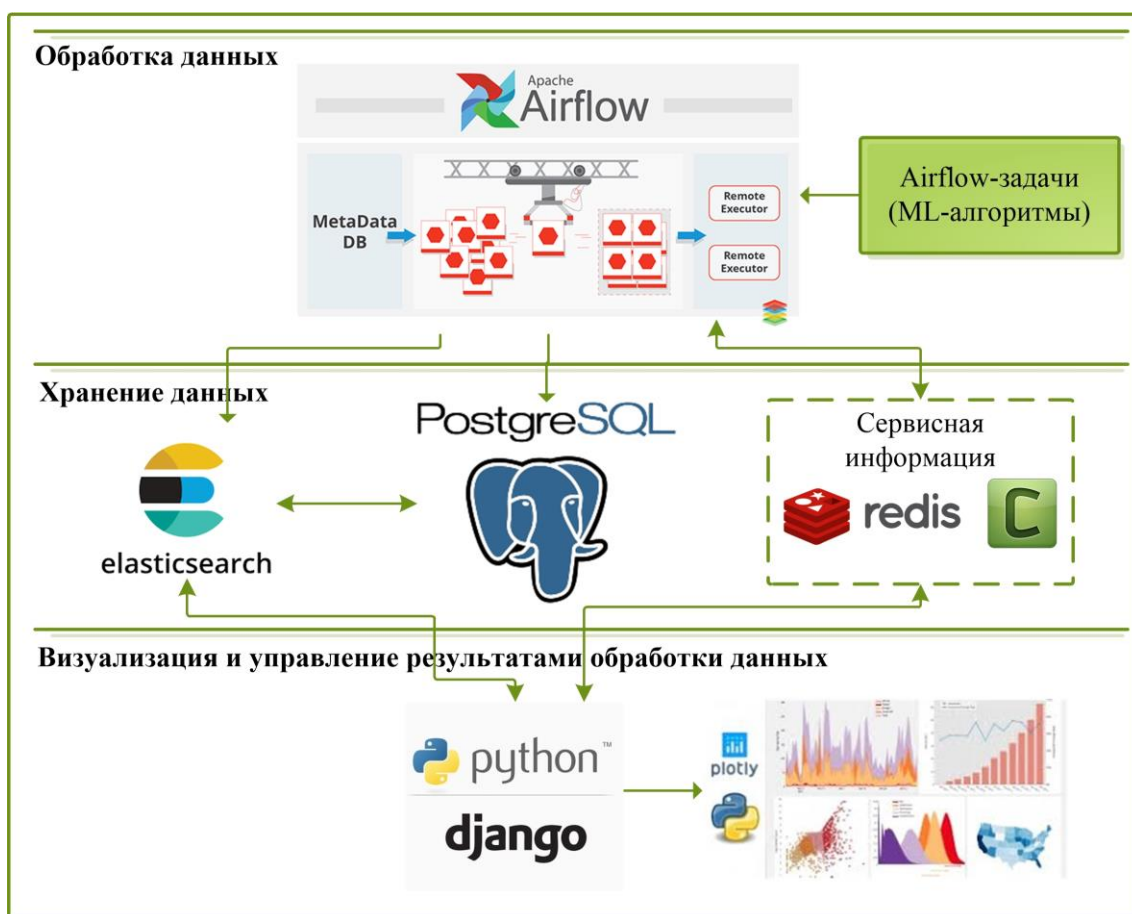 Обработка данных
Apache
Airflow
MetaData
DB
Remote
Executor
Remote
Executor
Airflow-задачи
(ML-алгоритмы)
Хранение данных
PostgreSQL
elasticsearch
Сервисная
информация
redis
C
Визуализация и управление результатами обработки данных
python™
django
plotly